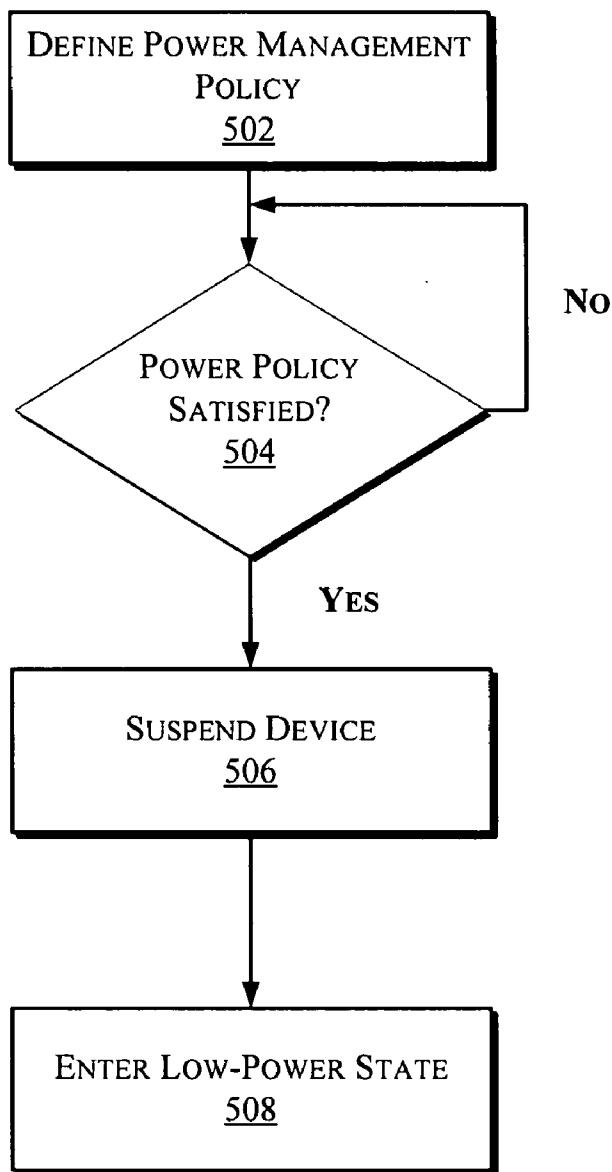 DEFINE POWER MANAGEMENT
POLICY
502
POWER POLICY
SATISFIED?
504
NO
YES
SUSPEND DEVICE
506
ENTER LOW-POWER STATE
508